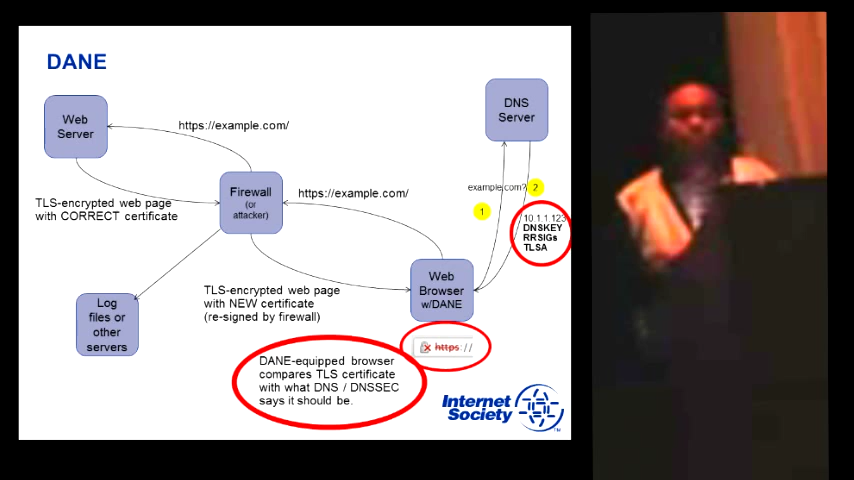 DANE
Web
Server
https://example.com/
DNS
Server
TLS-encrypted web page
with CORRECT certificate
Firewall
(or
attacker)
https://example.com/
example.com?
2
1
10.1.1.123
DNSKEY
RRSIGs
TLSA
Web
Browser
w/DANE
TLS-encrypted web page
with NEW certificate
(re-signed by firewall)
Log
files or
other
servers
https://
DANE-equipped browser
compares TLS certificate
with what DNS / DNSSEC
says it should be.
Internet
Society